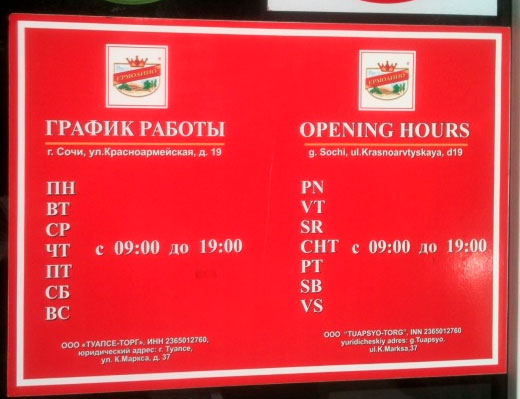 ЕРМОЛИНО
ГРАФИК РАБОТЫ
г. Сочи, ул.Красноармейская, д. 19
ПН
ВТ
СР
ЧТ с 09:00 до 19:00
ПТ
СБ
ВС
ООО «ТУАПСЕ-ТОРГ», ИНН 2365012760,
юридический адрес: г. Туапсе,
ул. К.Маркса, д. 37
ЕРМОЛИНО
OPENING HOURS
g. Sochi, ul.Krasnoarvtyskaya, d19
PN
VT
SR
CHT с 09:00 до 19:00
PT
SB
VS
OOO "TUAPSYO-TORG", INN 2365012760
yuridicheskiy adres: g.Tuapsyo.
ul.K.Marksa,37